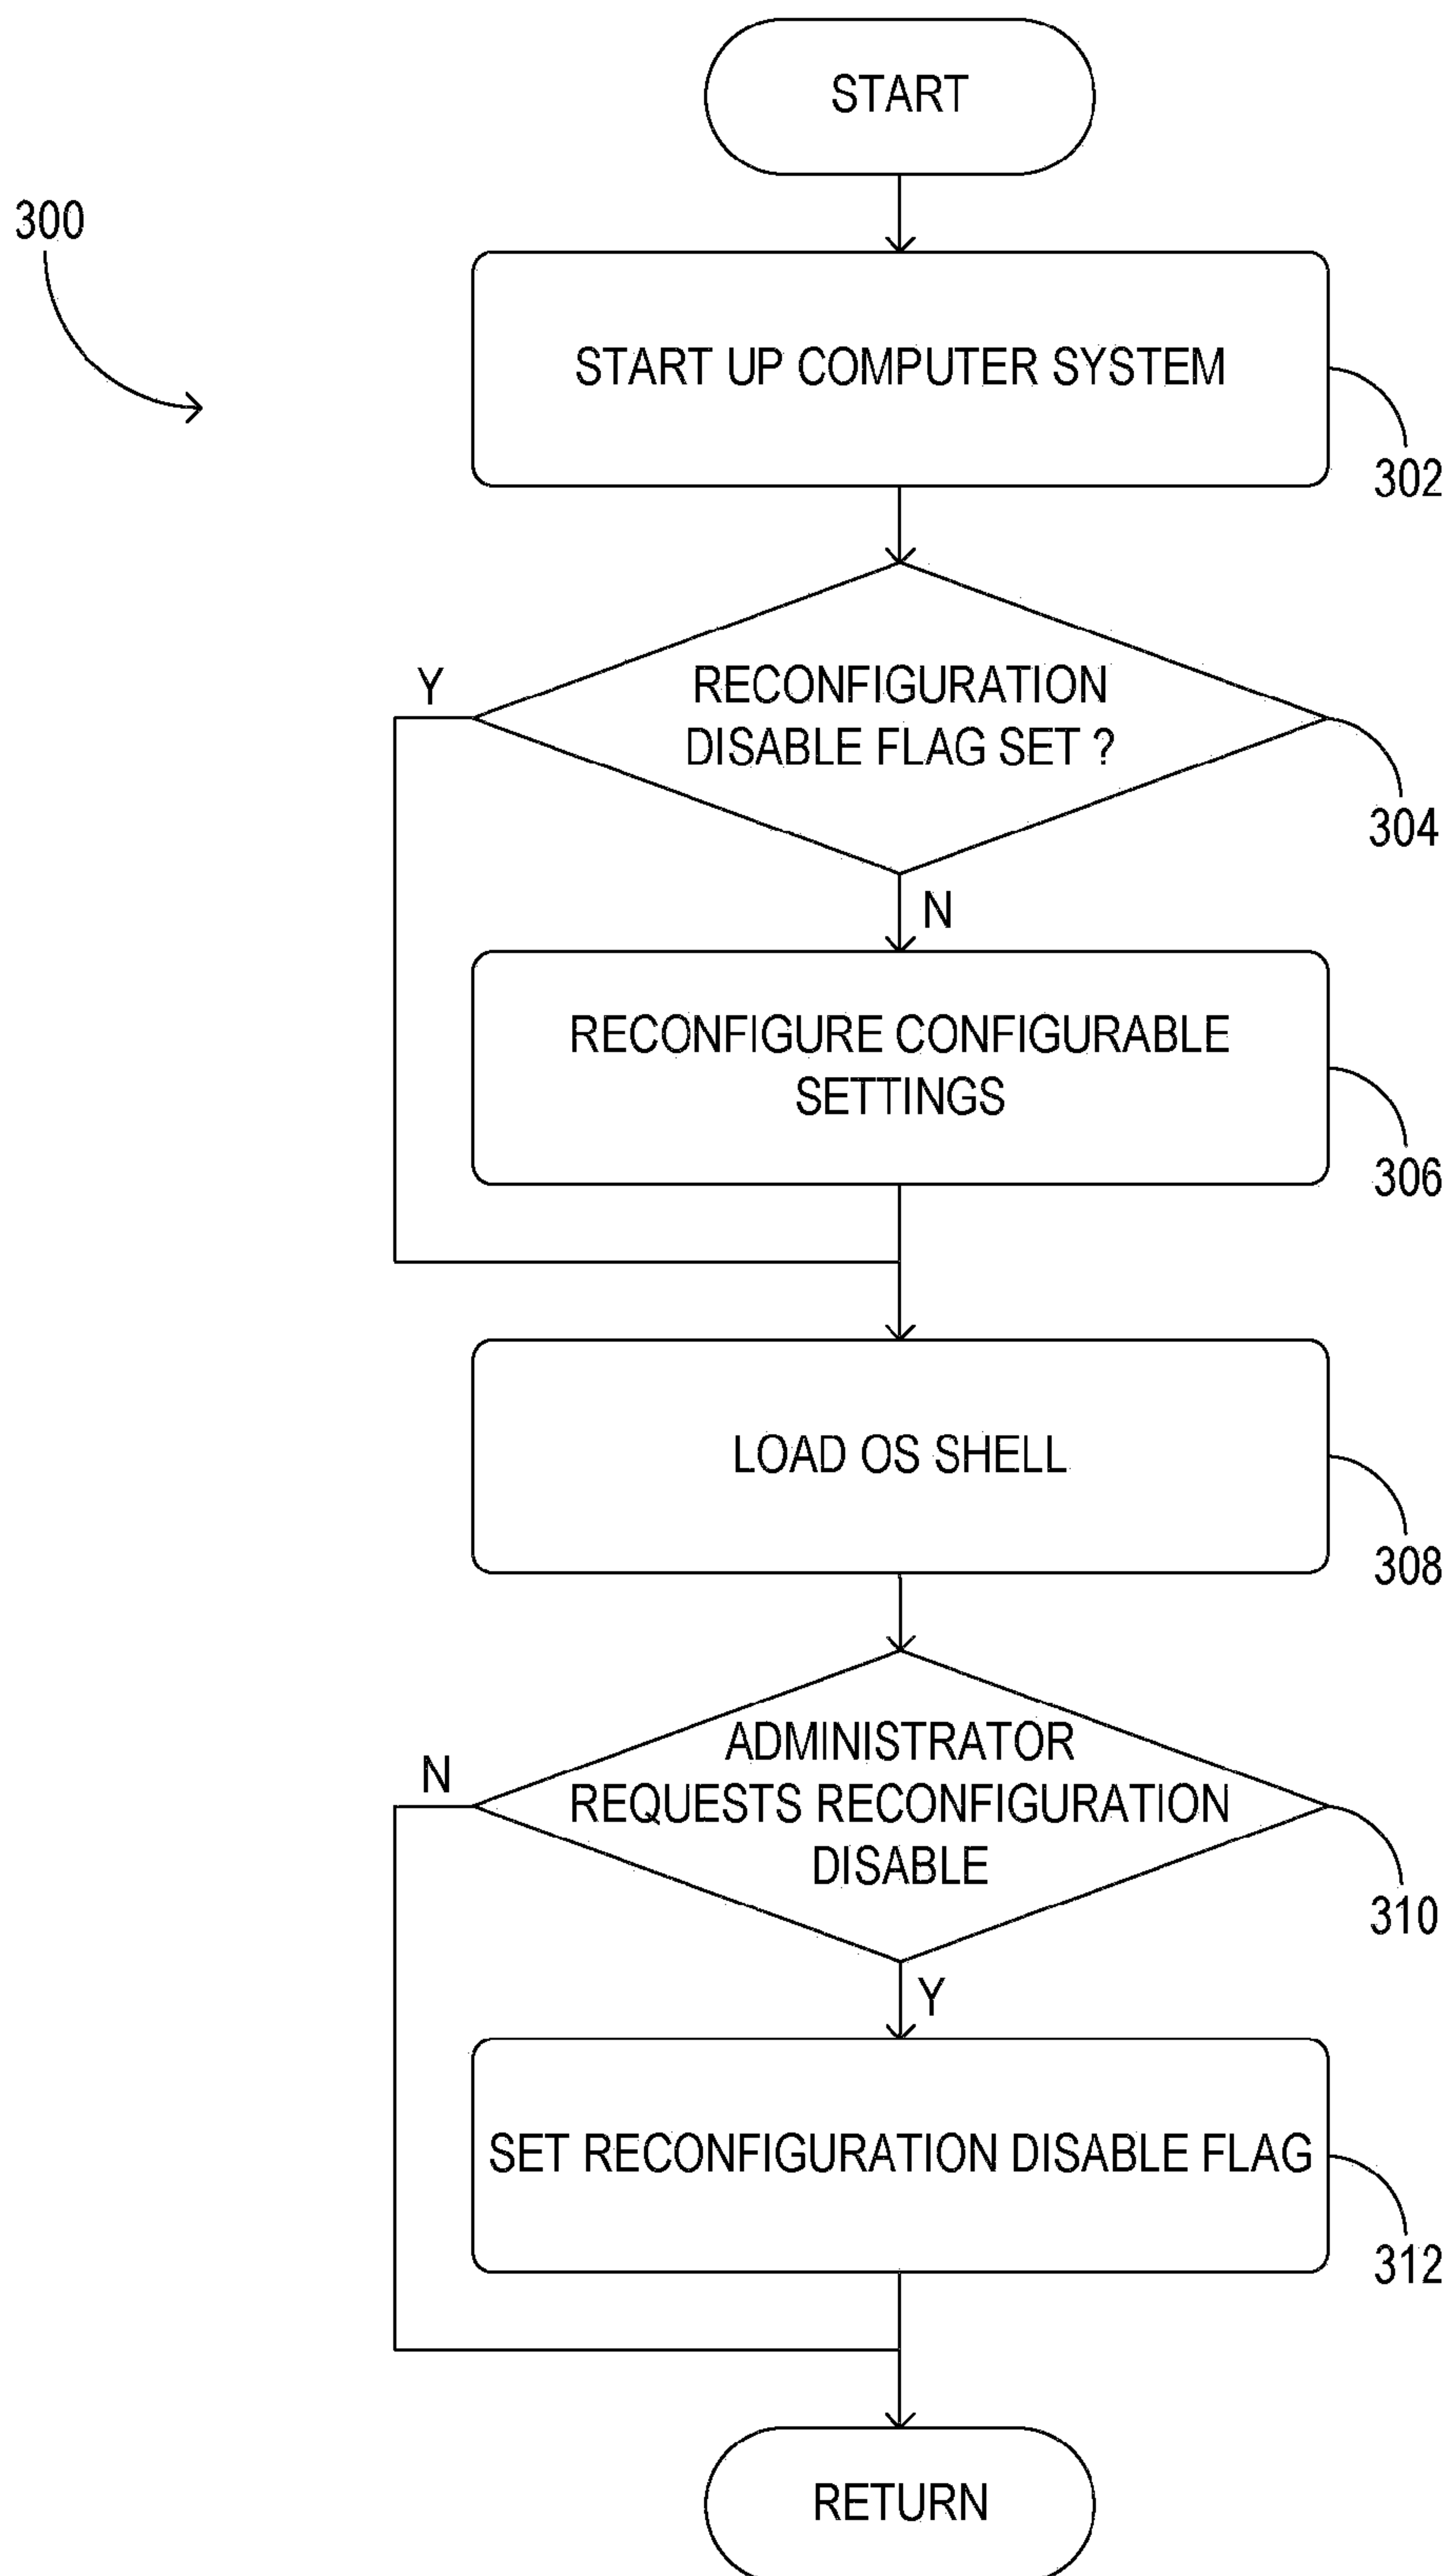 START
300
START UP COMPUTER SYSTEM
302
RECONFIGURATION
DISABLE FLAG SET ?
Y
304
N
RECONFIGURE CONFIGURABLE
SETTINGS
306
LOAD OS SHELL
308
ADMINISTRATOR
REQUESTS RECONFIGURATION
DISABLE
N
310
Y
SET RECONFIGURATION DISABLE FLAG
312
RETURN